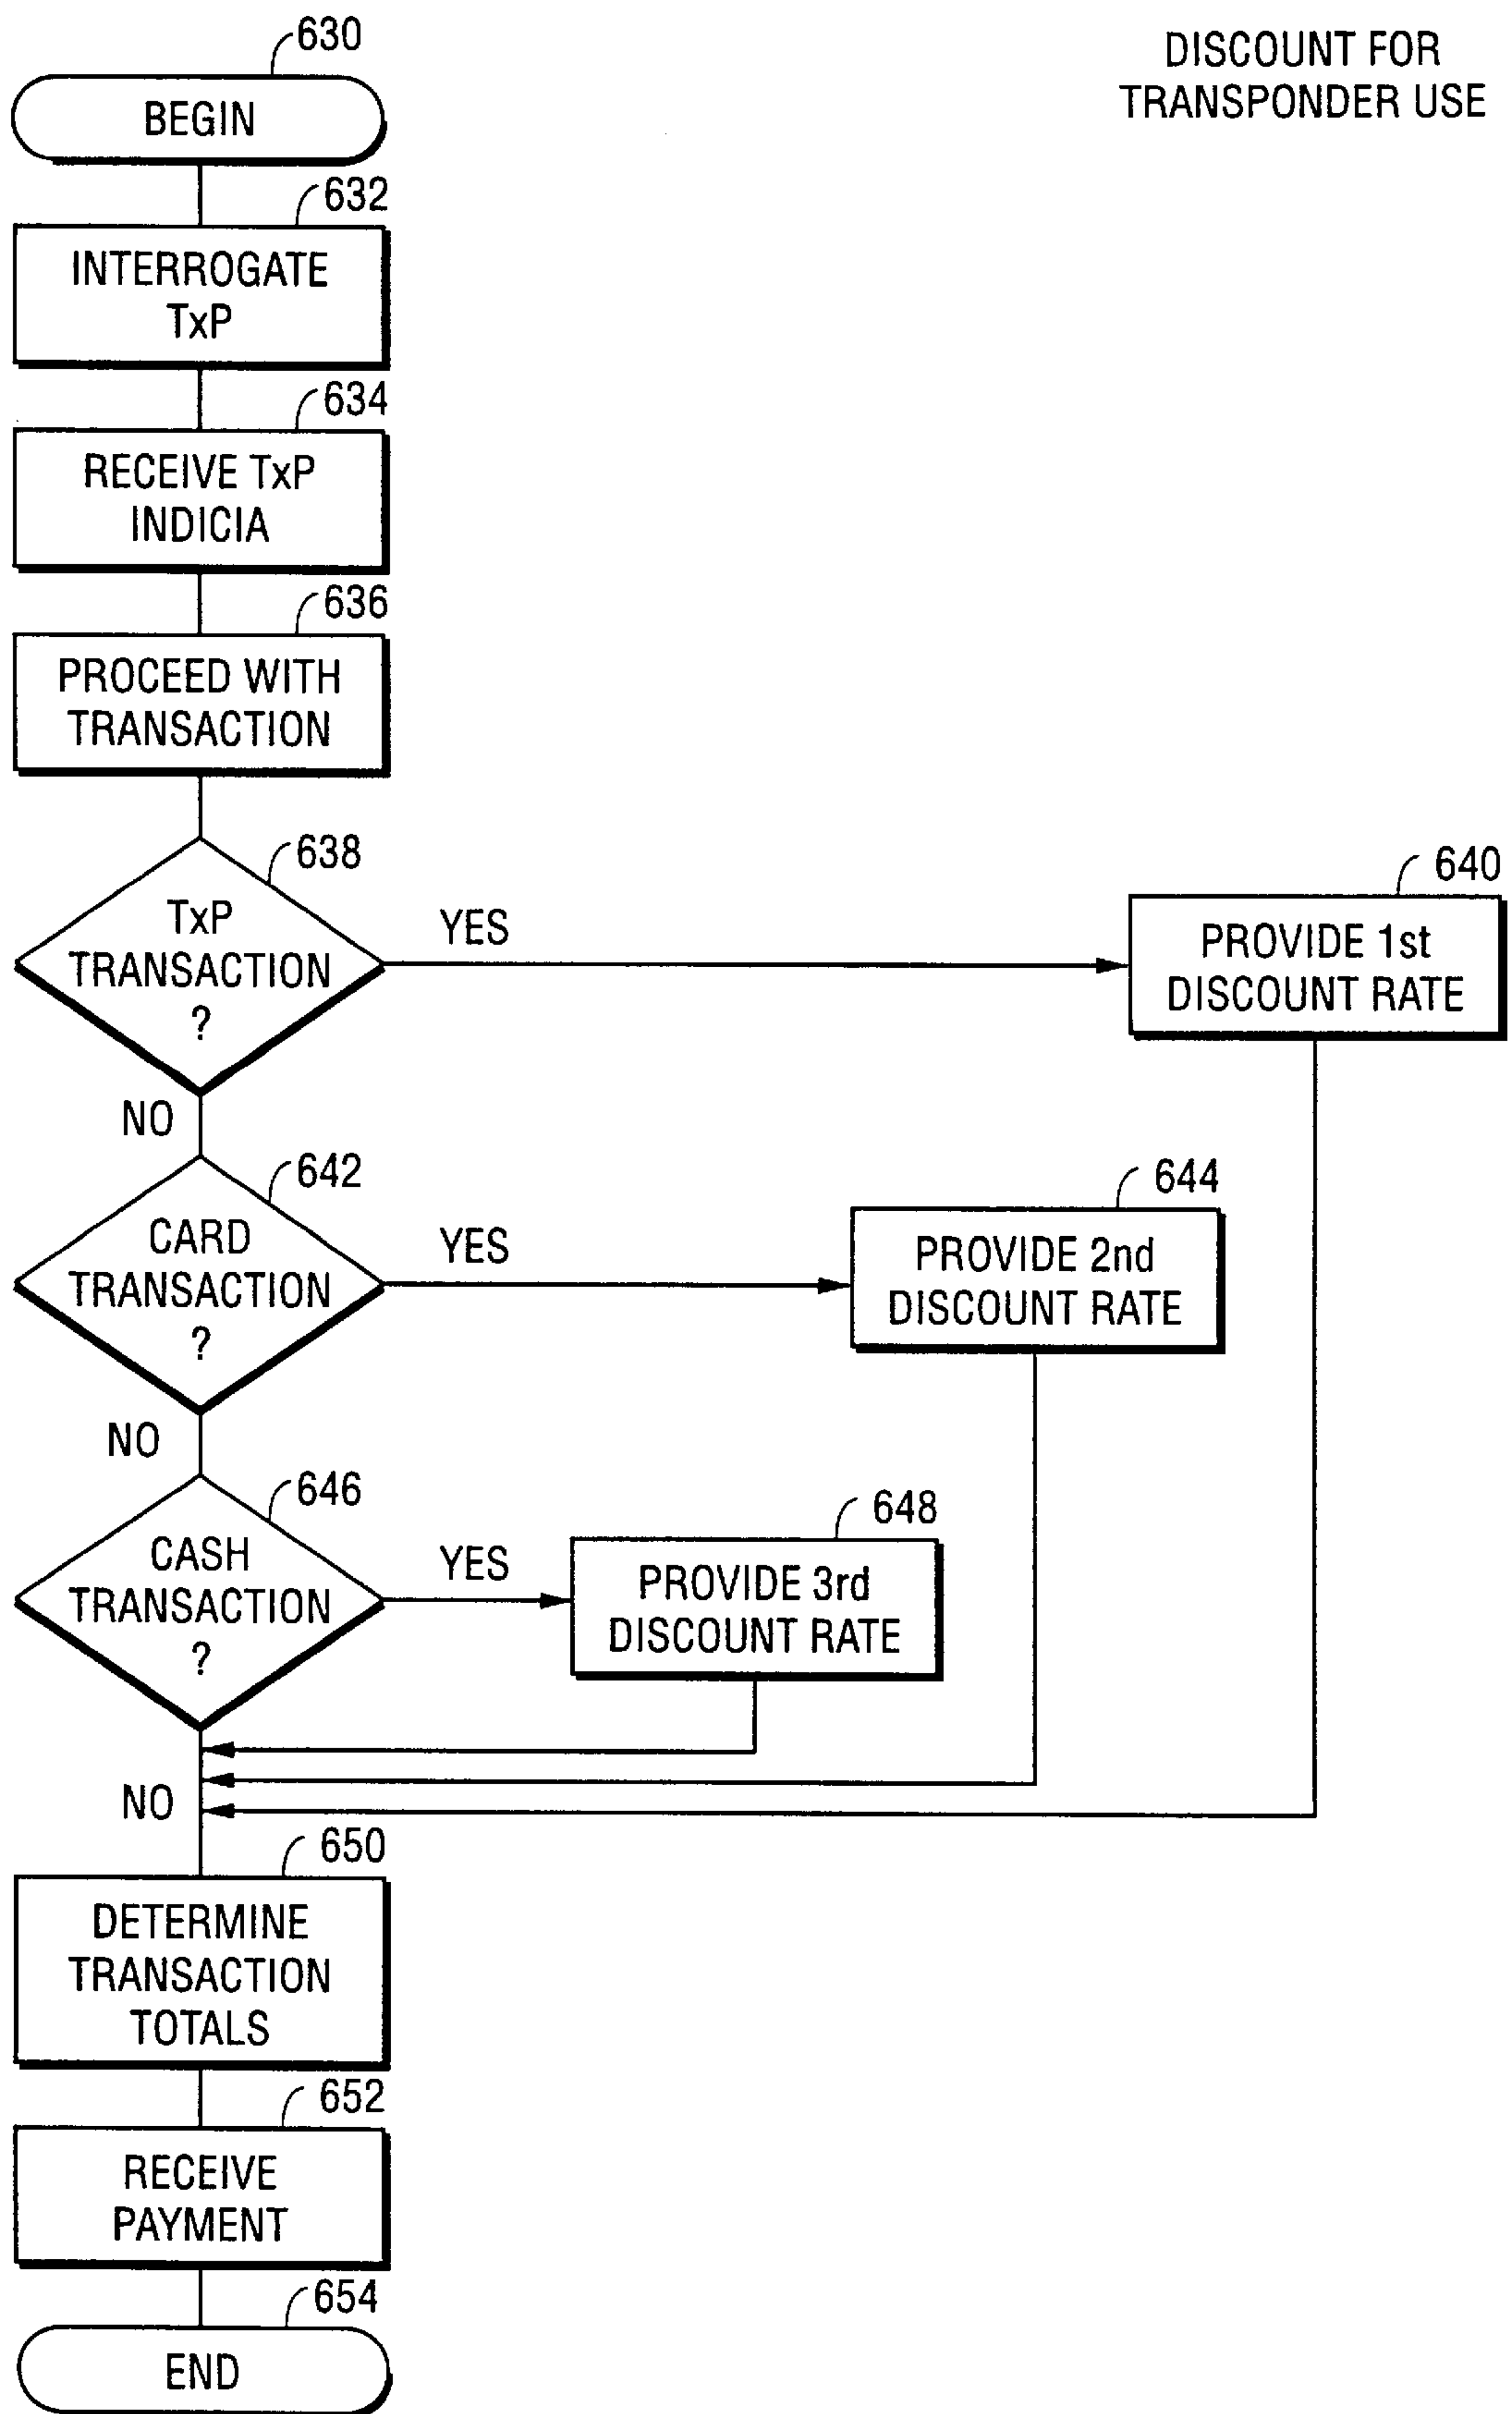 630
DISCOUNT FOR
TRANSPONDER USE
BEGIN
632
INTERROGATE
TxP
634
RECEIVE TxP
INDICIA
636
PROCEED WITH
TRANSACTION
638
TxP
TRANSACTION
?
YES
640
PROVIDE 1st
DISCOUNT RATE
NO
642
CARD
TRANSACTION
?
YES
644
PROVIDE 2nd
DISCOUNT RATE
NO
646
CASH
TRANSACTION
?
YES
648
PROVIDE 3rd
DISCOUNT RATE
NO
650
DETERMINE
TRANSACTION
TOTALS
652
RECEIVE
PAYMENT
654
END